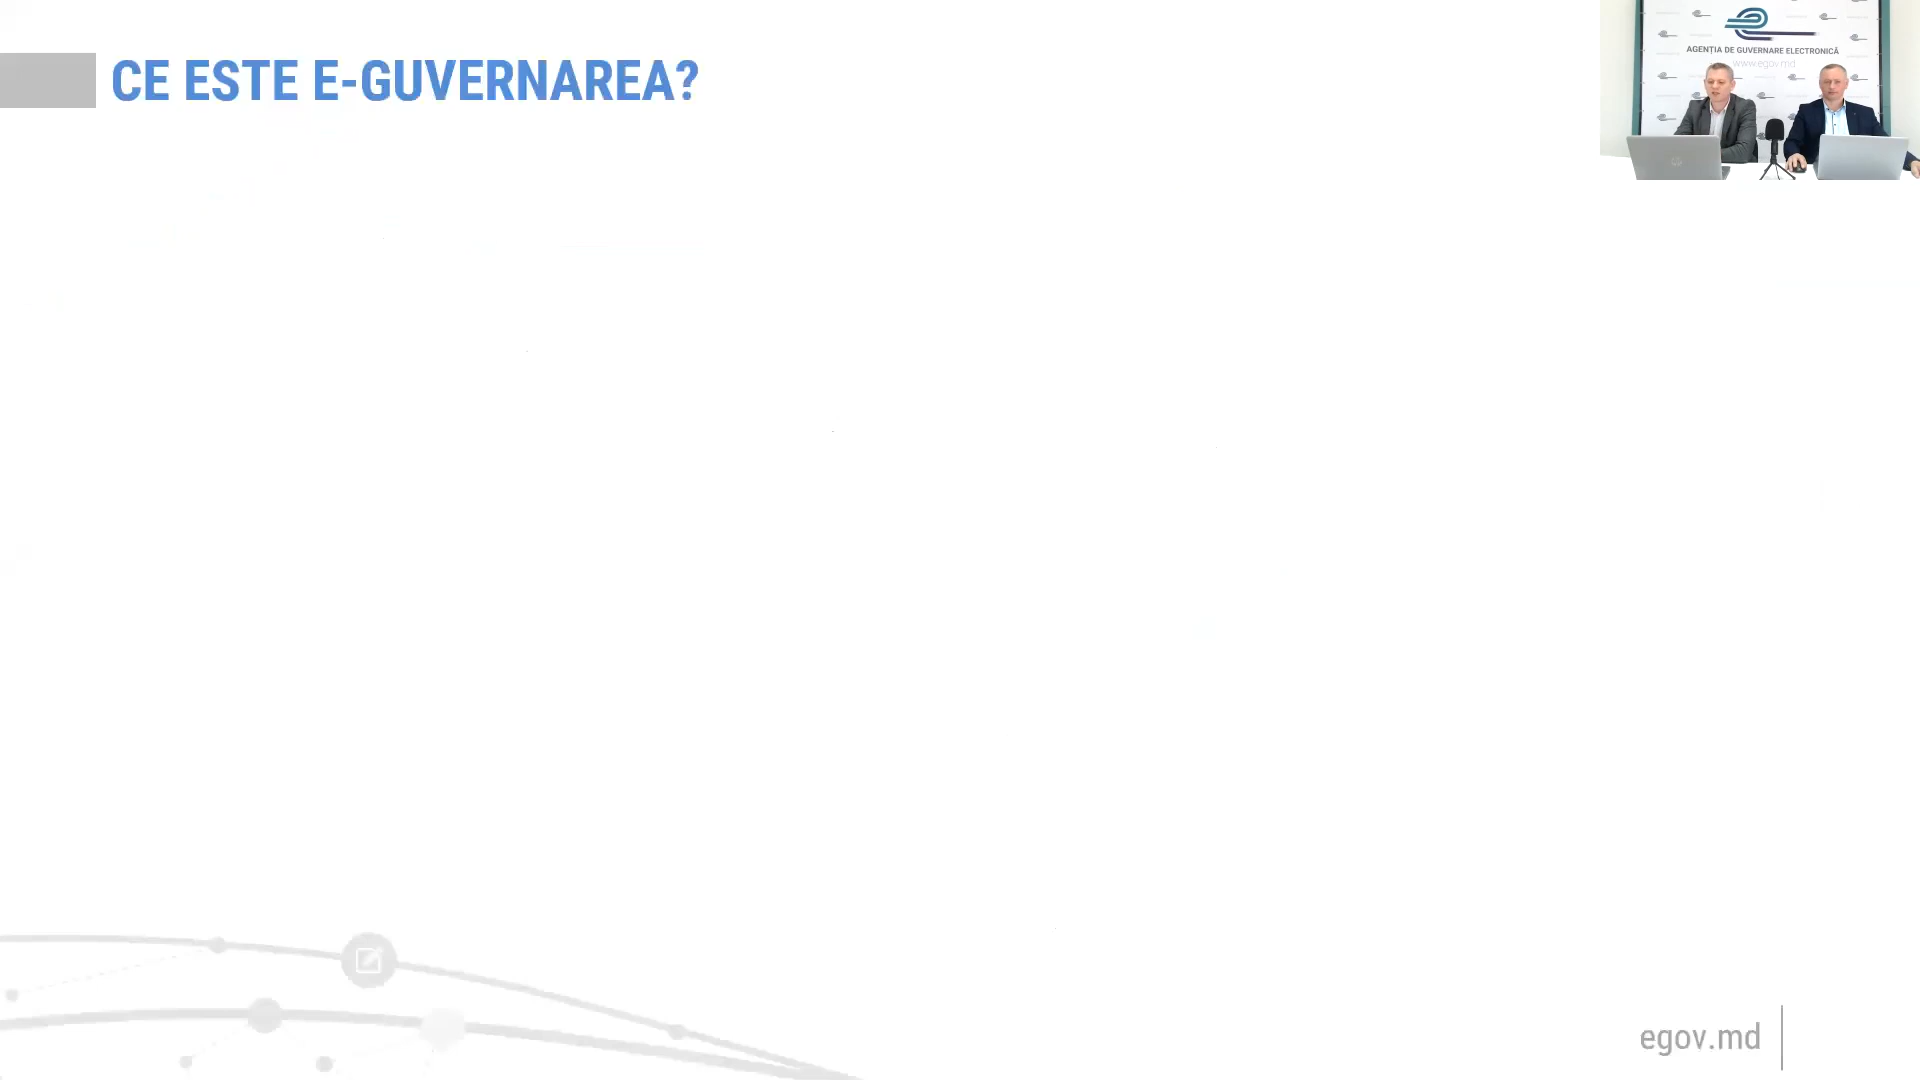 CE ESTE E-GUVERNAREA?
AGENȚIA DE GUVERNARE ELECTRONICĂ
www.egov.md
egov.md